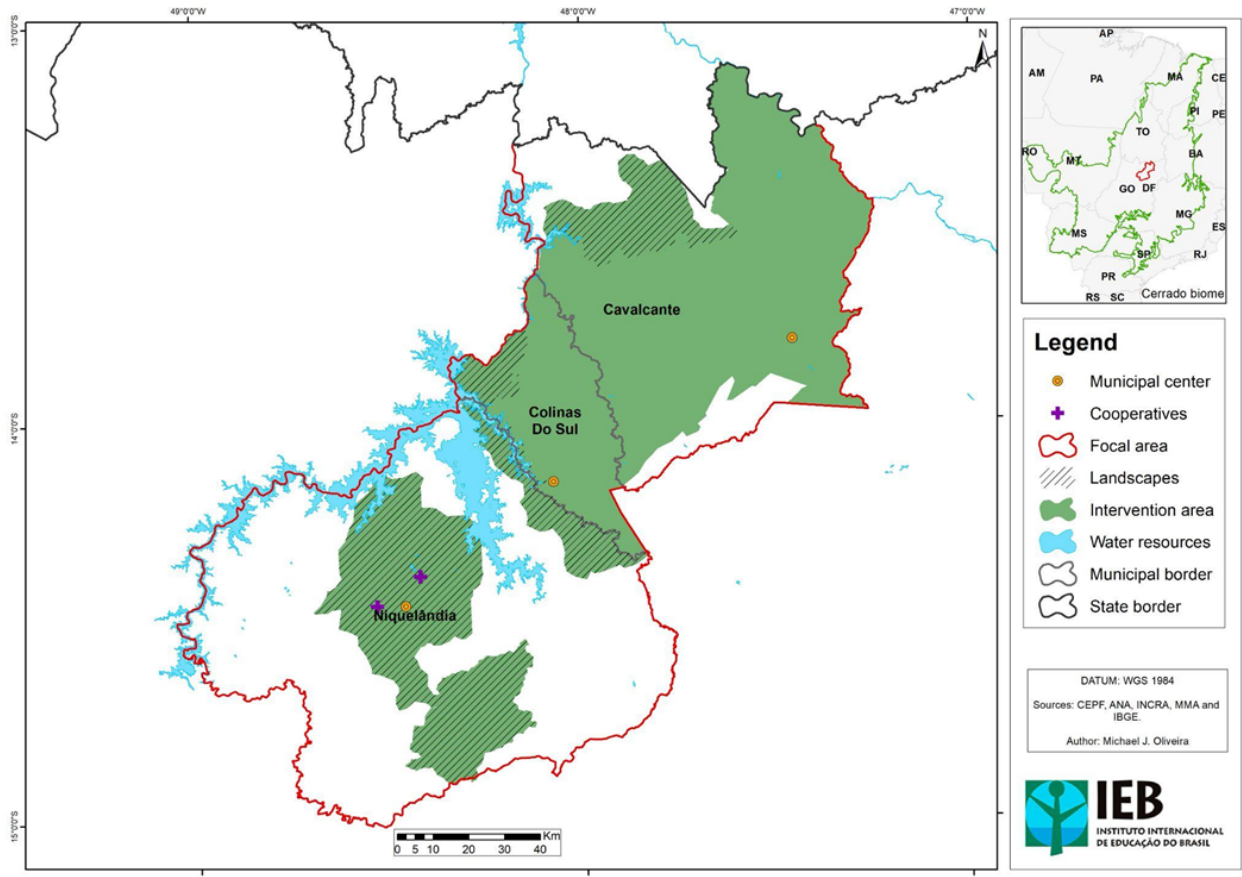 49°0'0"W
48°0'0"W
47°0'0"W
13°0'0"S
14°0'0"S
15°0'0"S
N
Cavalcante
Colinas
Do Sul
Niquelândia
Km
0 5 10 20 30 40
AP
AM
PA
MA
CE
PI
PE
TO
RO
MT
BA
GO
DF
MG
MS
ES
SP
RJ
PR
RS
SC
Cerrado biome
Legend
Municipal center
Cooperatives
Focal area
Landscapes
Intervention area
Water resources
Municipal border
State border
DATUM: WGS 1984
Sources: CEPF, ANA, INCRA, MMA and
IBGE.
Author: Michael J. Oliveira
IEB
INSTITUTO INTERNACIONAL
DE EDUCAÇÃO DO BRASIL